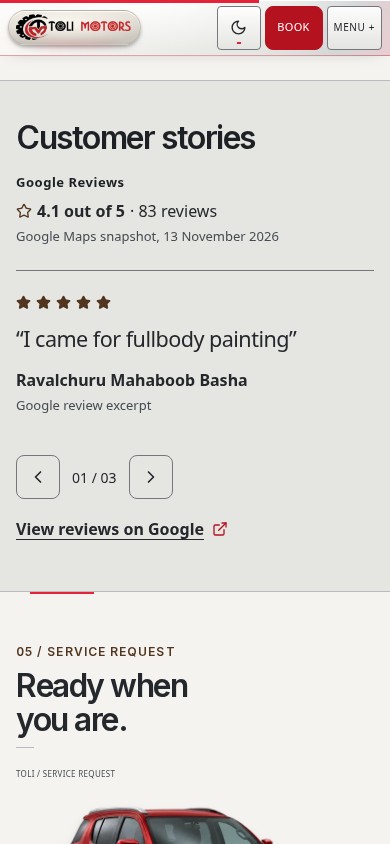 TOLI MOTORS
BOOK
MENU +
Customer stories
Google Reviews
4.1 out of 5 · 83 reviews
Google Maps snapshot, 13 November 2026
“I came for fullbody painting”
Ravalchuru Mahaboob Basha
Google review excerpt
01 / 03
View reviews on Google
05 / SERVICE REQUEST
Ready when
you are.
TOLI / SERVICE REQUEST